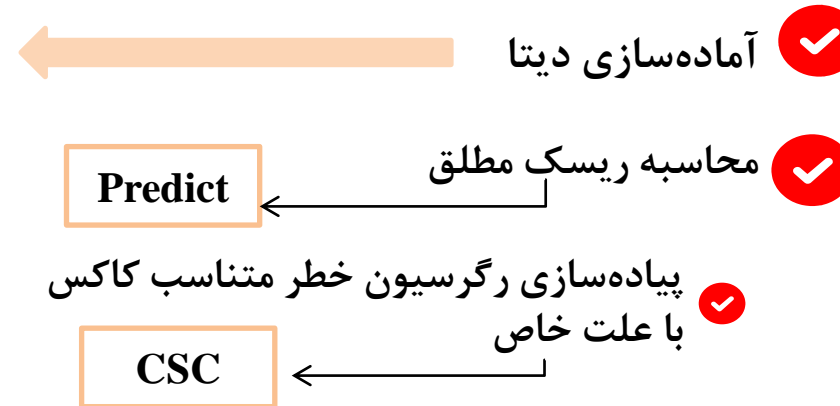 آماده‌سازی دیتا
محاسبه ریسک مطلق
Predict
پیاده‌سازی رگرسیون خطر متناسب کاکس
با علت خاص
CSC